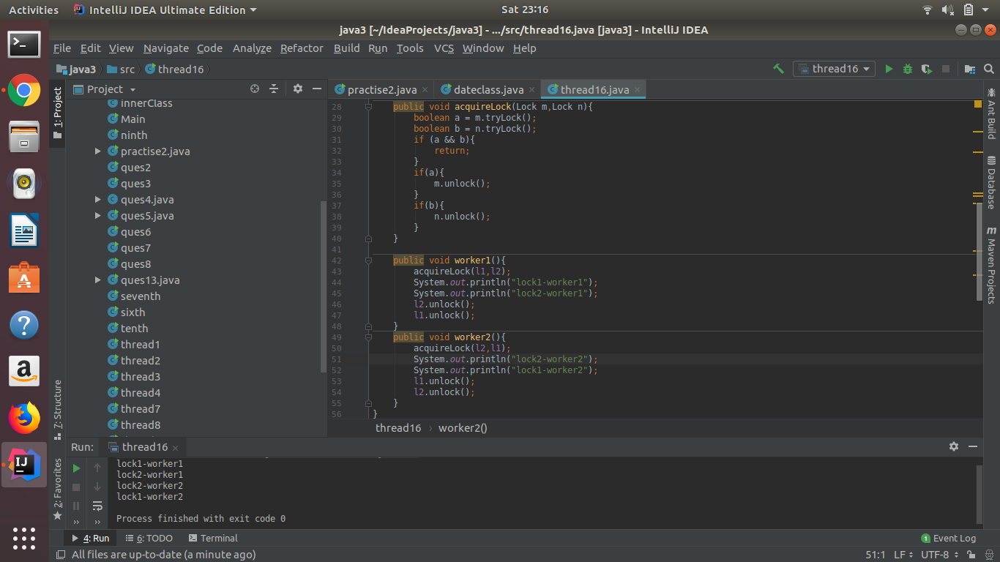 Activities IntelliJ IDEA Ultimate Edition Sat 23:16
java3 [~/IdeaProjects/java3] - .../src/thread16.java [java3] - IntelliJ IDEA
File Edit View Navigate Code Analyze Refactor Build Run Tools VCS Window Help
java3 src thread16 thread16
1: Project
7: Structure
2: Favorites
Project
innerClass
Main
ninth
practise2.java
ques2
ques3
ques4.java
ques5.java
ques6
ques7
ques8
ques13.java
seventh
sixth
tenth
thread1
thread2
thread3
thread4
thread7
thread8
practise2.java dateclass.java thread16.java
28 public void acquireLock(Lock m,Lock n){
29 boolean a = m.tryLock();
30 boolean b = n.tryLock();
31 if (a && b){
32 return;
33 }
34 if(a){
35 m.unlock();
36 }
37 if(b){
38 n.unlock();
39 }
40 }
41
42 public void worker1(){
43 acquireLock(l1,l2);
44 System.out.println("lock1-worker1");
45 System.out.println("lock2-worker1");
46 l2.unlock();
47 l1.unlock();
48 }
49 public void worker2(){
50 acquireLock(l2,l1);
51 System.out.println("lock2-worker2");
52 System.out.println("lock1-worker2");
53 l1.unlock();
54 l2.unlock();
55 }
56 }
thread16 › worker2()
Ant Build
Database
Maven Projects
Run: thread16
lock1-worker1
lock2-worker1
lock2-worker2
lock1-worker2
Process finished with exit code 0
4: Run 6: TODO Terminal 1 Event Log
All files are up-to-date (a minute ago) 51:1 LF UTF-8